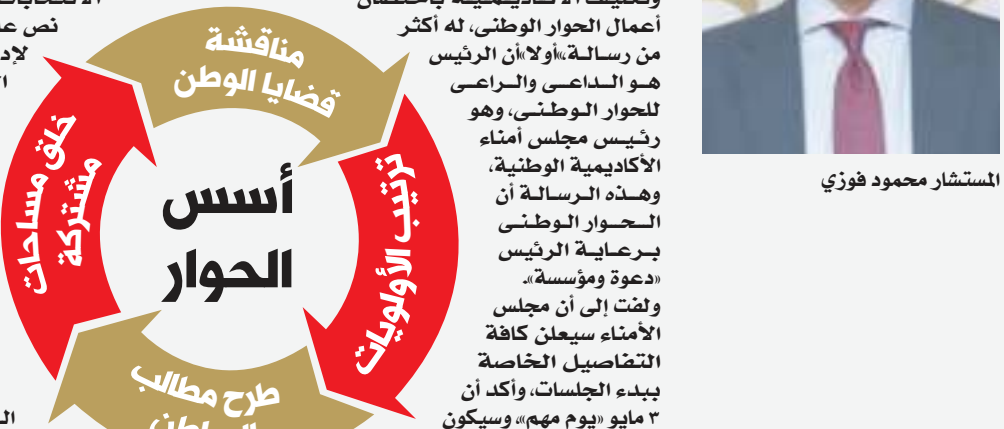 المستشار محمود فوزي
أعمال الحوار الوطنى، له أكثر
من رسالة،«أولا»أن الرئيس
هو الداعى والراعى
للحوار الوطنى، وهو
رئيس مجلس أمناء
الأكاديمية الوطنية،
وهذه الرسالة أن
الحوار الوطنى
برعاية الرئيس
«دعوة ومؤسسة».
ولفت إلى أن مجلس
الأمناء سيعلن كافة
التفاصيل الخاصة
ببدء الجلسات، وأكد أن
٣ مايو «يوم مهم»، وسيكون
أسس
الحوار
مناقشة
قضايا الوطن
ترتيب الأولويات
طرح مطالب
خلق مساحات
مشتركة
نص